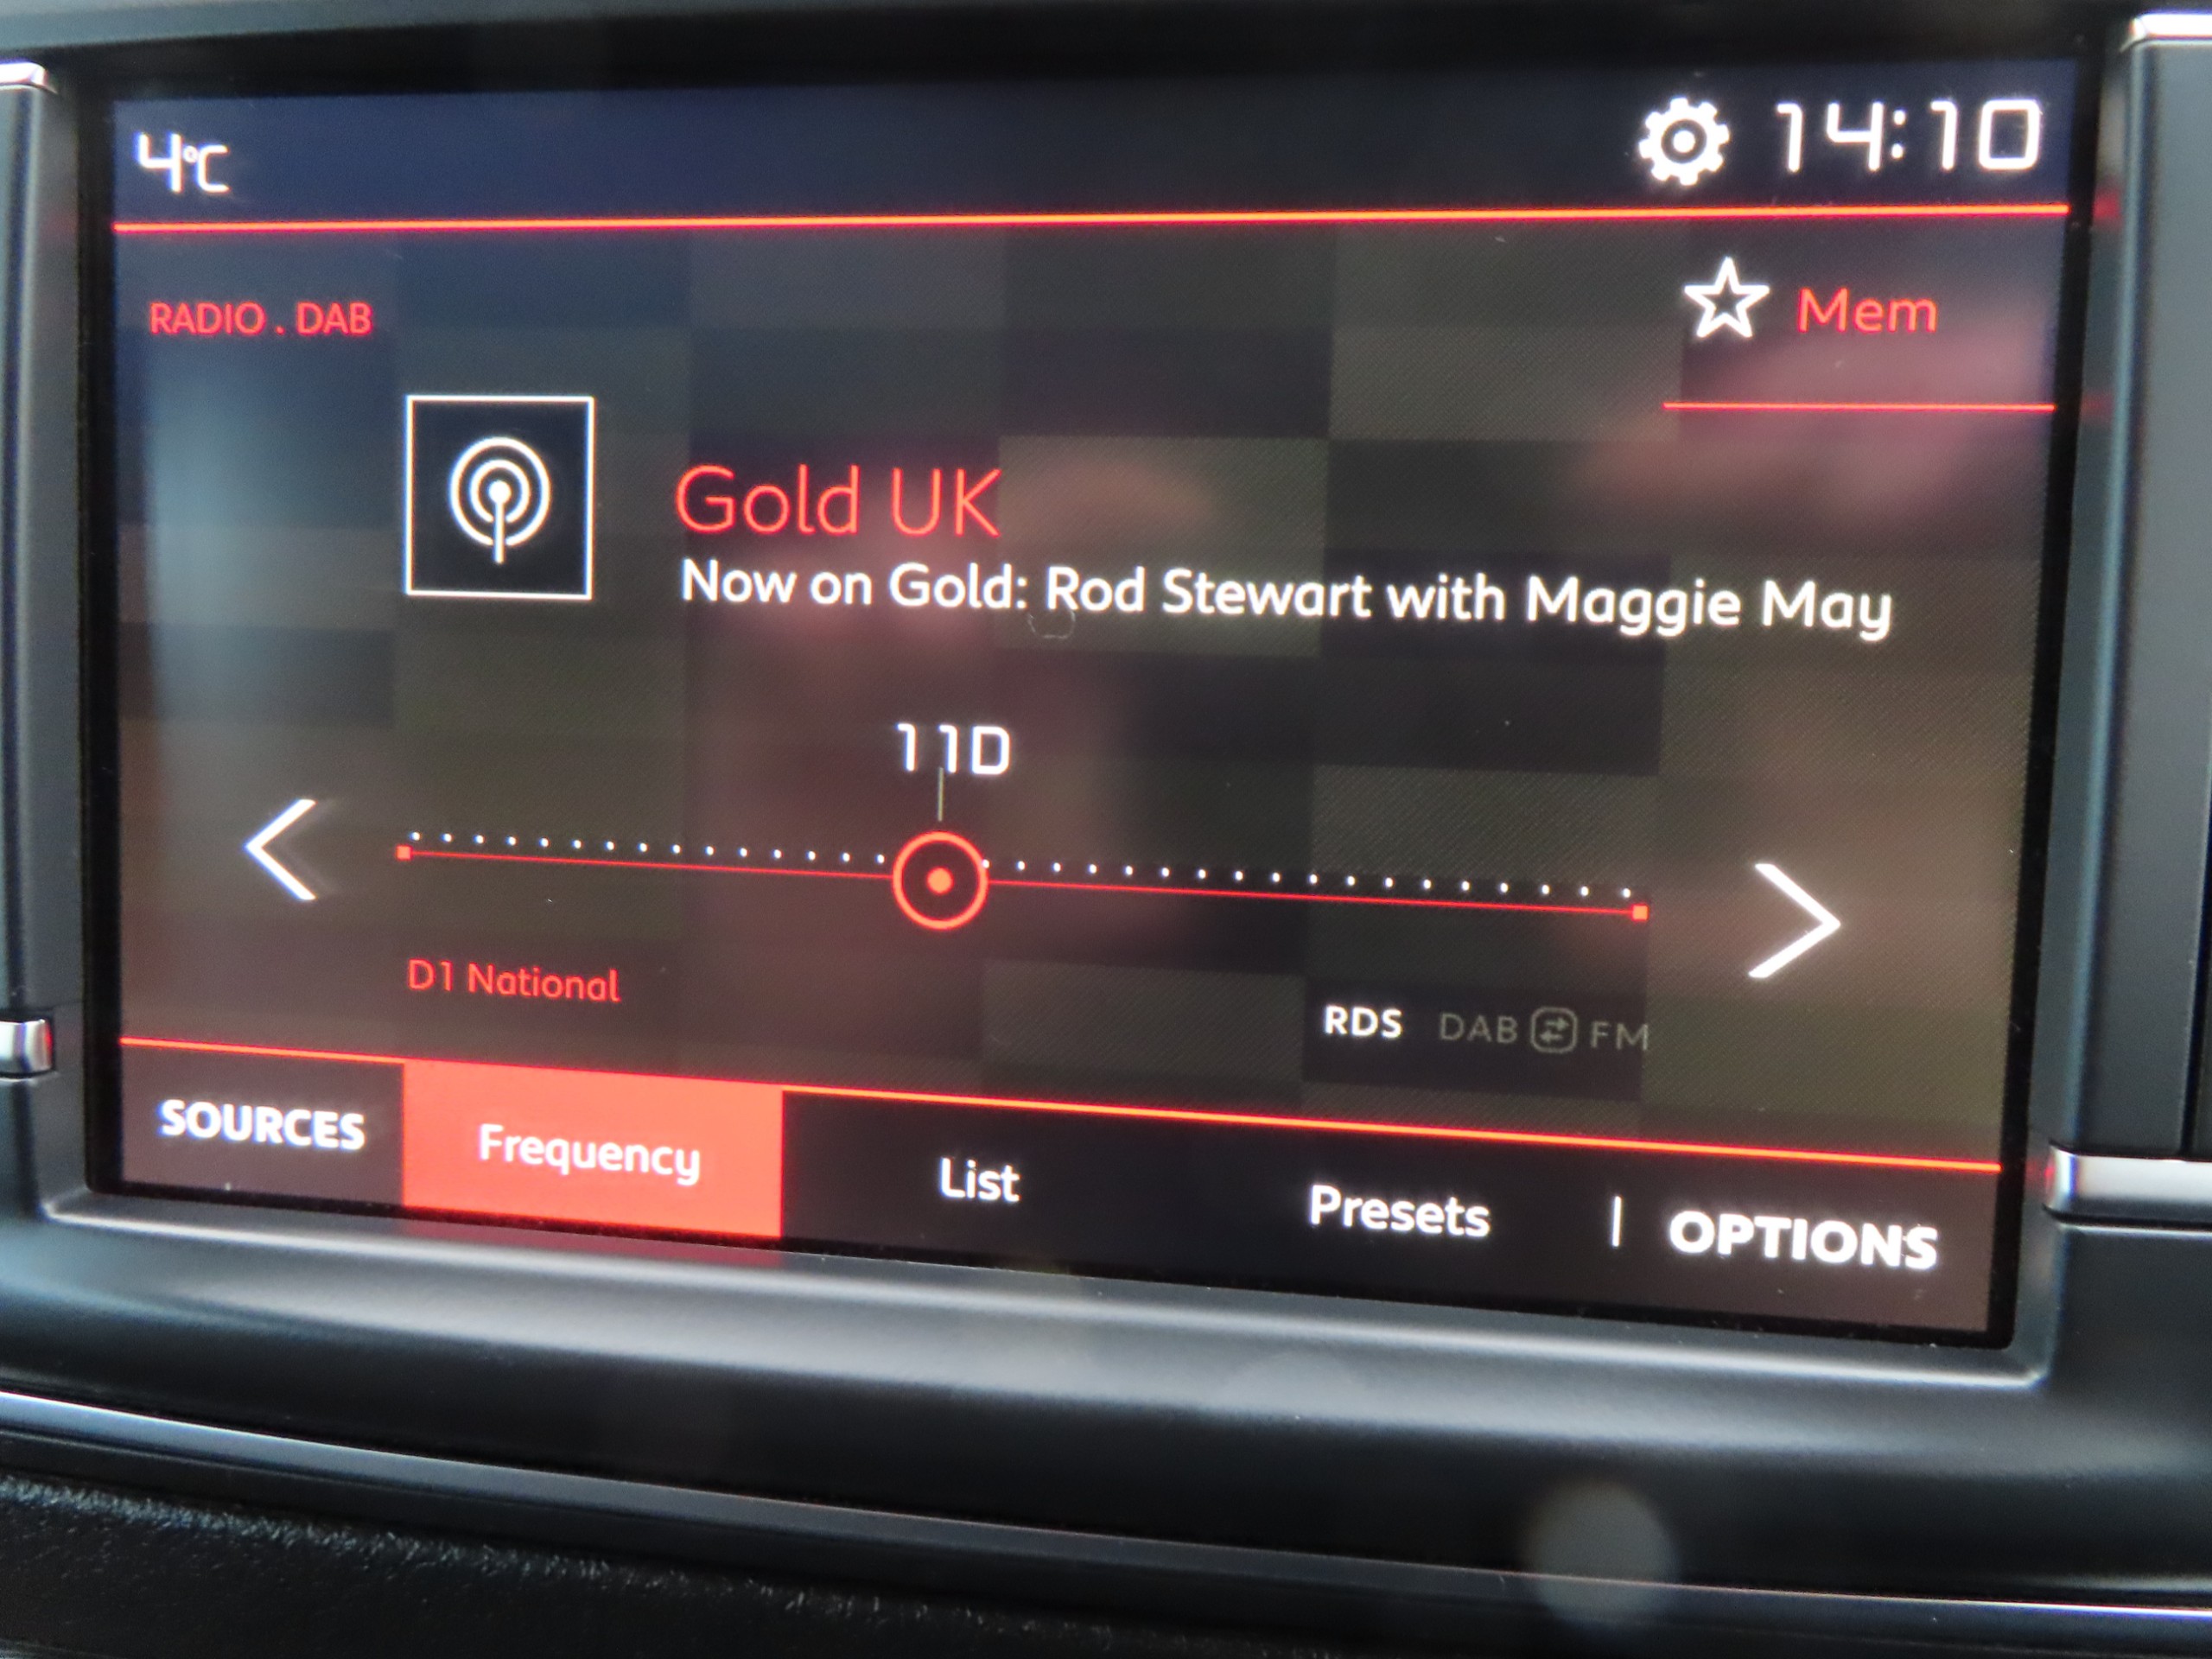 4°C 14:10
RADIO . DAB Mem
Gold UK
Now on Gold: Rod Stewart with Maggie May
11D
D1 National
RDS DAB FM
SOURCES Frequency List Presets | OPTIONS